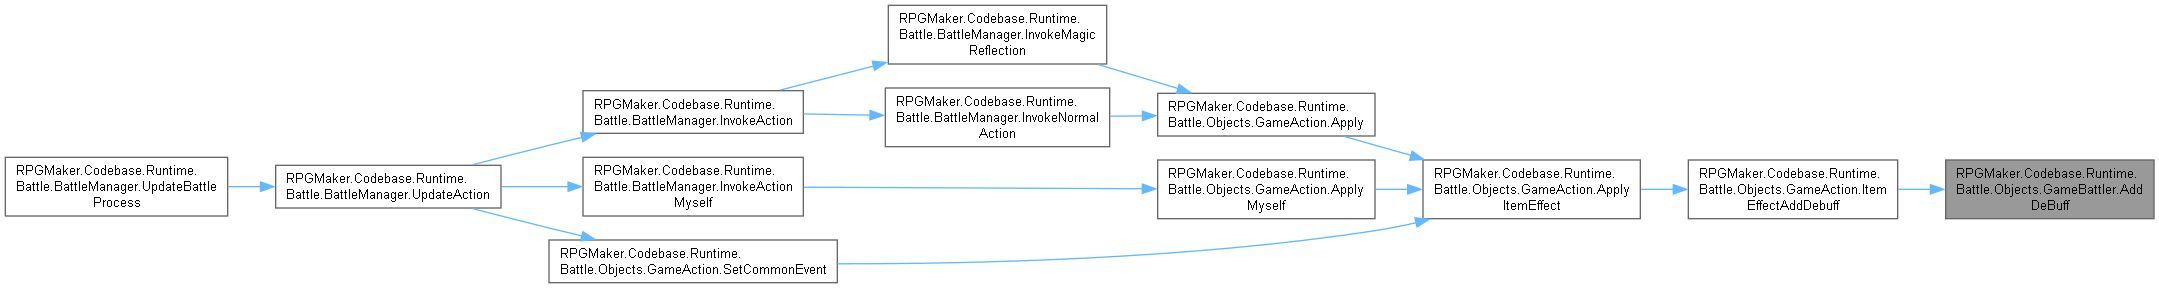 RPGMaker.Codebase.Runtime.
Battle.BattleManager.UpdateBattle
Process
RPGMaker.Codebase.Runtime.
Battle.BattleManager.UpdateAction
RPGMaker.Codebase.Runtime.
Battle.BattleManager.InvokeAction
RPGMaker.Codebase.Runtime.
Battle.BattleManager.InvokeAction
Myself
RPGMaker.Codebase.Runtime.
Battle.Objects.GameAction.SetCommonEvent
RPGMaker.Codebase.Runtime.
Battle.BattleManager.InvokeMagic
Reflection
RPGMaker.Codebase.Runtime.
Battle.BattleManager.InvokeNormal
Action
RPGMaker.Codebase.Runtime.
Battle.Objects.GameAction.Apply
RPGMaker.Codebase.Runtime.
Battle.Objects.GameAction.Apply
Myself
RPGMaker.Codebase.Runtime.
Battle.Objects.GameAction.Apply
ItemEffect
RPGMaker.Codebase.Runtime.
Battle.Objects.GameAction.Item
EffectAddDebuff
RPGMaker.Codebase.Runtime.
Battle.Objects.GameBattler.Add
DeBuff